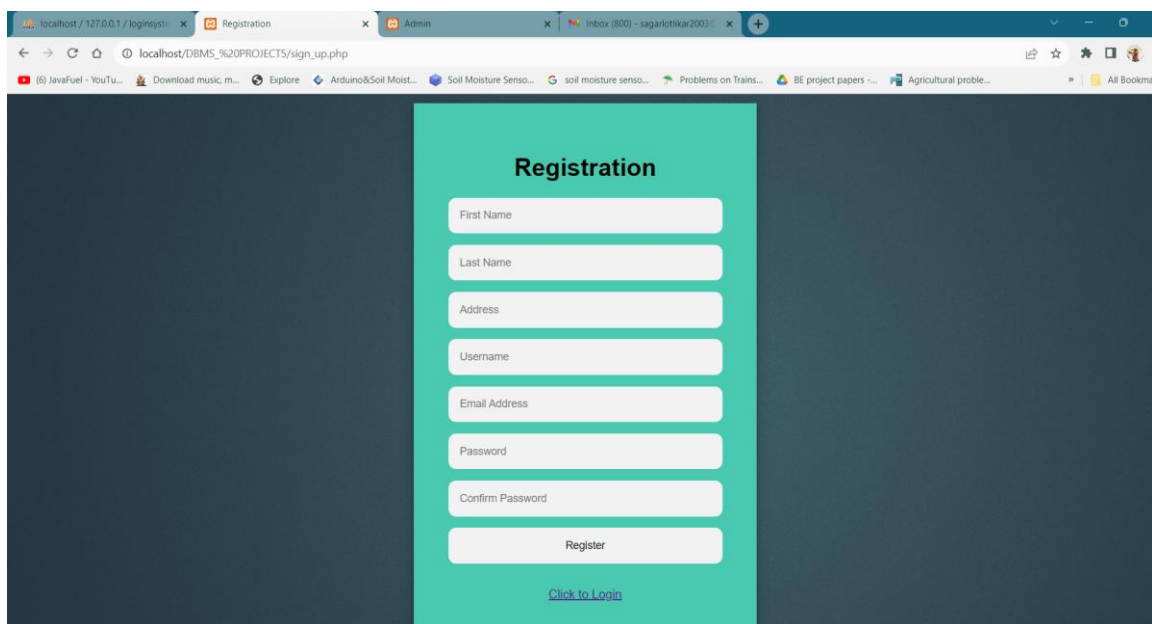 localhost / 127.0.0.1 / loginsyste
Registration
Admin
Inbox (800) - sagarlotlikar2003@
localhost/DBMS_%20PROJECT5/sign_up.php
(6) JavaFuel - YouTu...
Download music, m...
Explore
Arduino&Soil Moist...
Soil Moisture Senso...
soil moisture senso...
Problems on Trains...
BE project papers -...
Agricultural proble...
»
All Bookma
Registration
First Name
Last Name
Address
Username
Email Address
Password
Confirm Password
Register
Click to Login